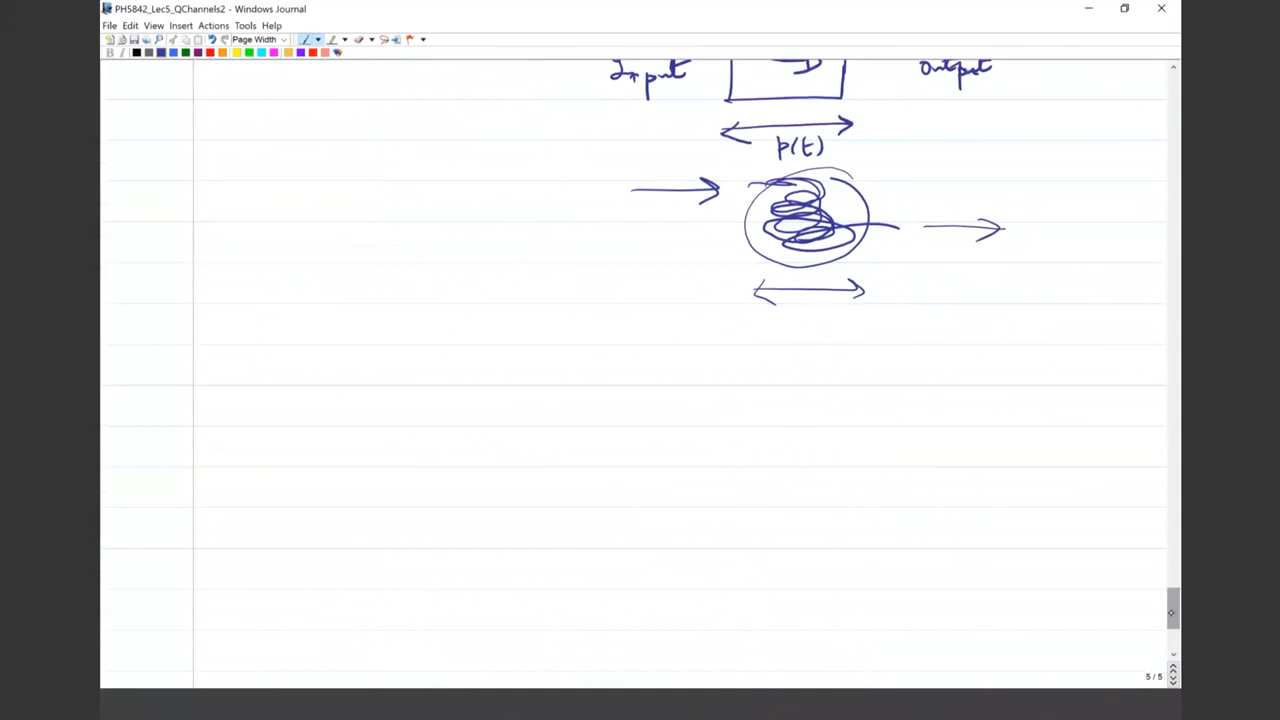 PH5842_Lec5_QChannels2 - Windows Journal
File Edit View Insert Actions Tools Help
Page Width
B I
Input Output
p(t)
5 / 5